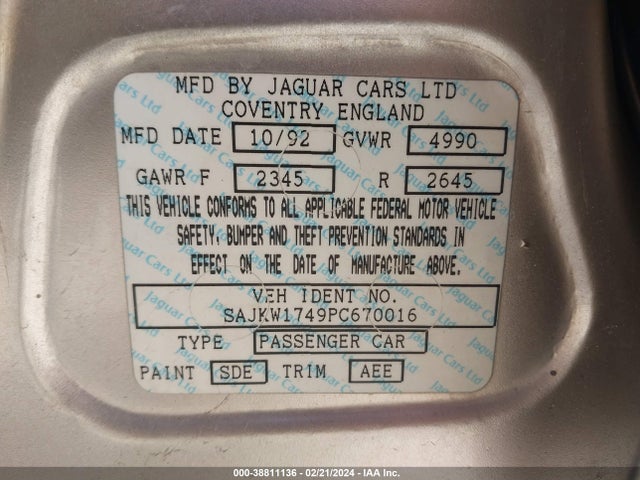 MFD BY JAGUAR CARS LTD
COVENTRY ENGLAND
MFD DATE 10/92 GVWR 4990
GAWR F 2345 R 2645
THIS VEHICLE CONFORMS TO ALL APPLICABLE FEDERAL MOTOR VEHICLE
SAFETY, BUMPER AND THEFT PREVENTION STANDARDS IN
EFFECT ON THE DATE OF MANUFACTURE ABOVE.
VEH IDENT NO.
SAJKW1749PC670016
TYPE PASSENGER CAR
PAINT SDE TRIM AEE
000-38811136 - 02/21/2024 - IAA Inc.